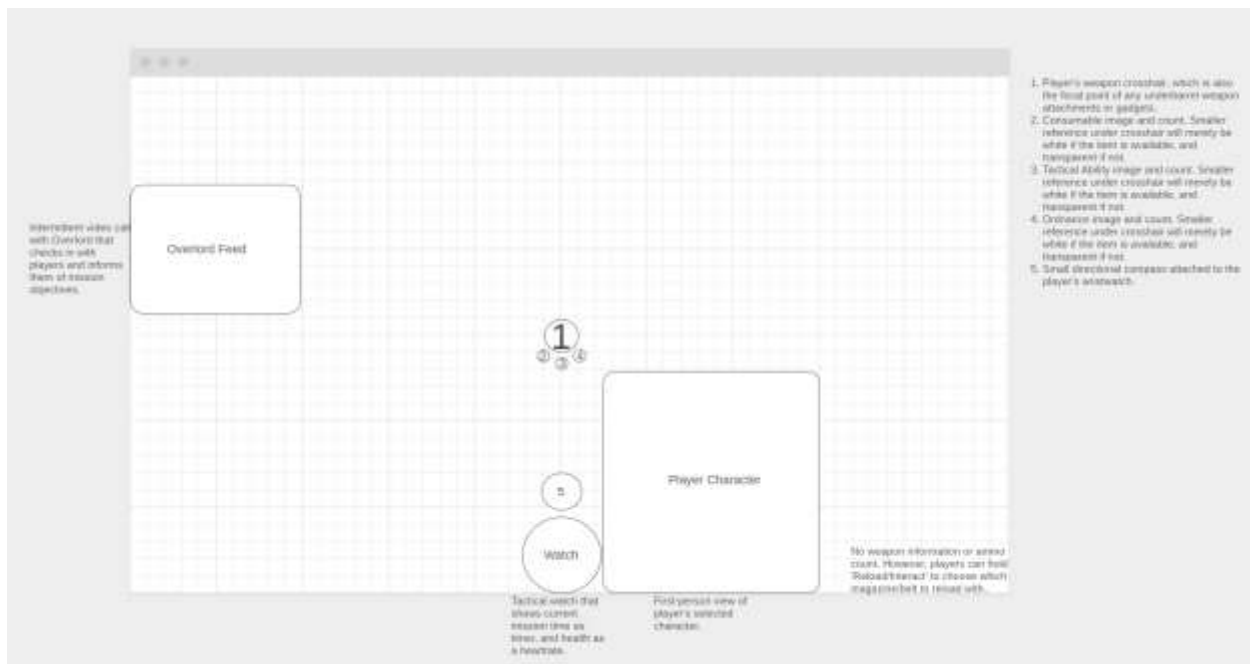 1. Player's weapon crosshair, which is also
the focal point of any underbarrel weapon
attachments or gadgets.
2. Consumable image and count. Smaller
reference under crosshair will merely be
white if the item is available, and
transparent if not.
3. Tactical Ability image and count. Smaller
reference under crosshair will merely be
white if the item is available, and
transparent if not.
4. Ordnance image and count. Smaller
reference under crosshair will merely be
white if the item is available, and
transparent if not.
5. Small directional compass attached to the
player's wristwatch.
Intermittent video call
with Overlord that
checks in with
players and informs
them of mission
objectives.
Overlord Feed
1
2 3 4
Player Character
5
Watch
No weapon information or ammo
count. However, players can hold
'Reload/Interact' to choose which
magazine/belt to reload with.
Tactical watch that
shows current
mission time as
timer, and health as
a heartrate.
First-person view of
player's selected
character.